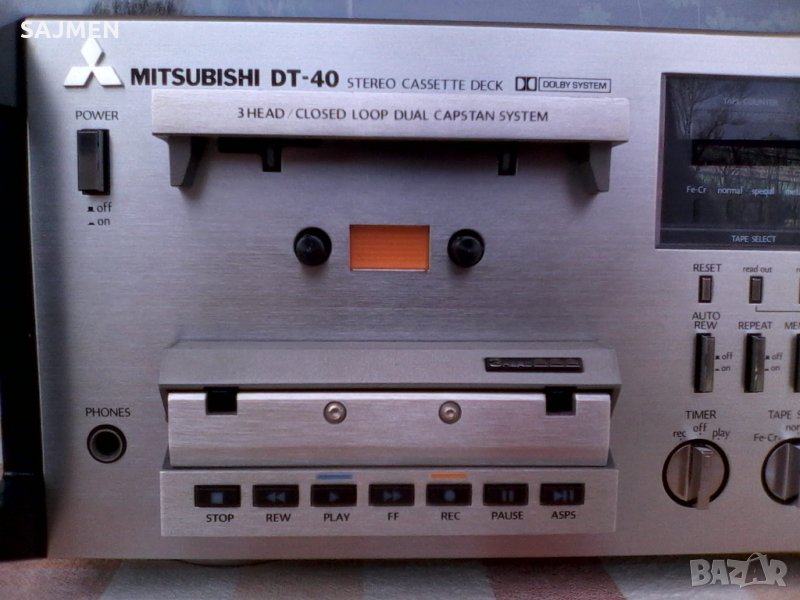 SAJMEN
MITSUBISHI DT-40 STEREO CASSETTE DECK DOLBY SYSTEM
3 HEAD / CLOSED LOOP DUAL CAPSTAN SYSTEM
POWER
off
on
TAPE COUNTER
Fe-Cr normal special
TAPE SELECT
RESET read out
AUTO REW REPEAT
off off
on on
PHONES
TIMER TAPE
rec off play Fe-Cr
STOP REW PLAY FF REC PAUSE ASPS
BAZAR